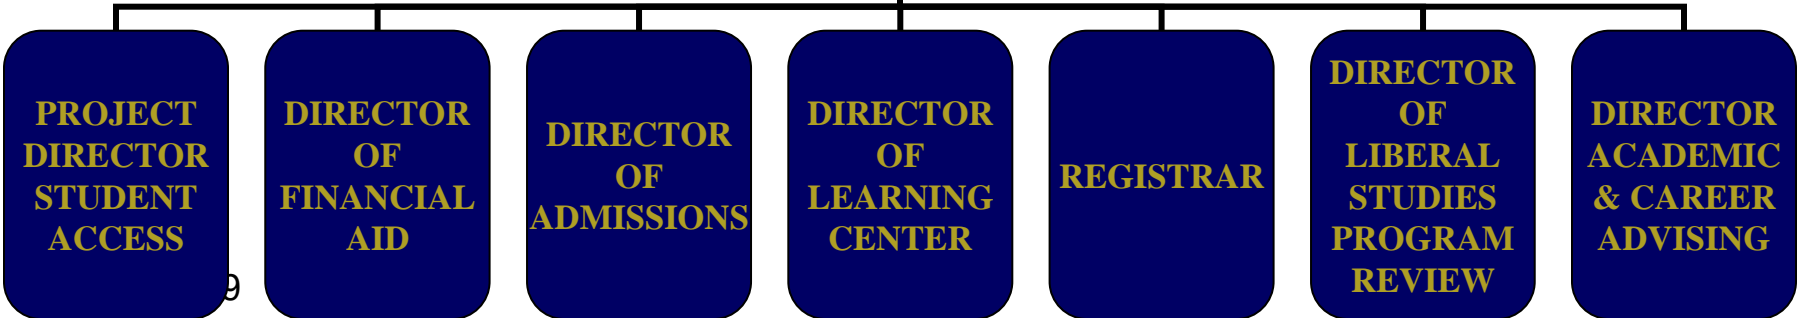 PROJECT
DIRECTOR
STUDENT
ACCESS
DIRECTOR
OF
FINANCIAL
AID
DIRECTOR
OF
ADMISSIONS
DIRECTOR
OF
LEARNING
CENTER
REGISTRAR
DIRECTOR
OF
LIBERAL
STUDIES
PROGRAM
REVIEW
DIRECTOR
ACADEMIC
& CAREER
ADVISING
9